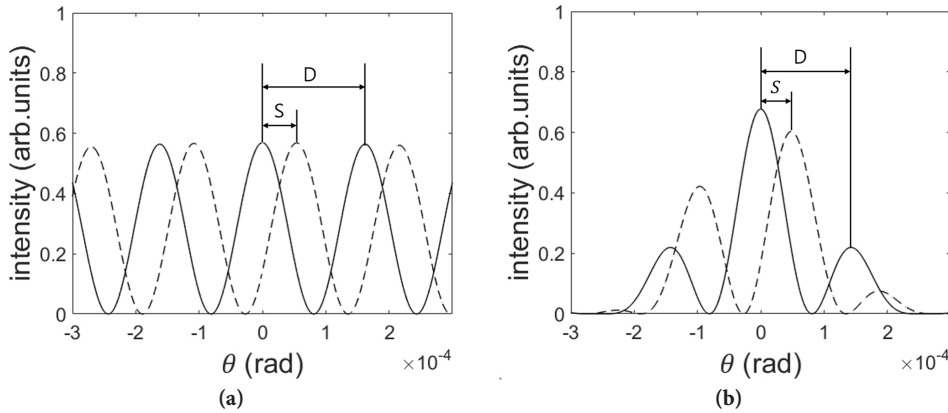 1
D
0.8
S
0.6
0.4
0.2
0
-3 -2 -1 0 1 2
×10⁻⁴
intensity (arb.units)
θ (rad)
(a)
1
D
0.8
S
0.6
0.4
0.2
0
-3 -2 -1 0 1 2
×10⁻⁴
intensity (arb.units)
θ (rad)
(b)